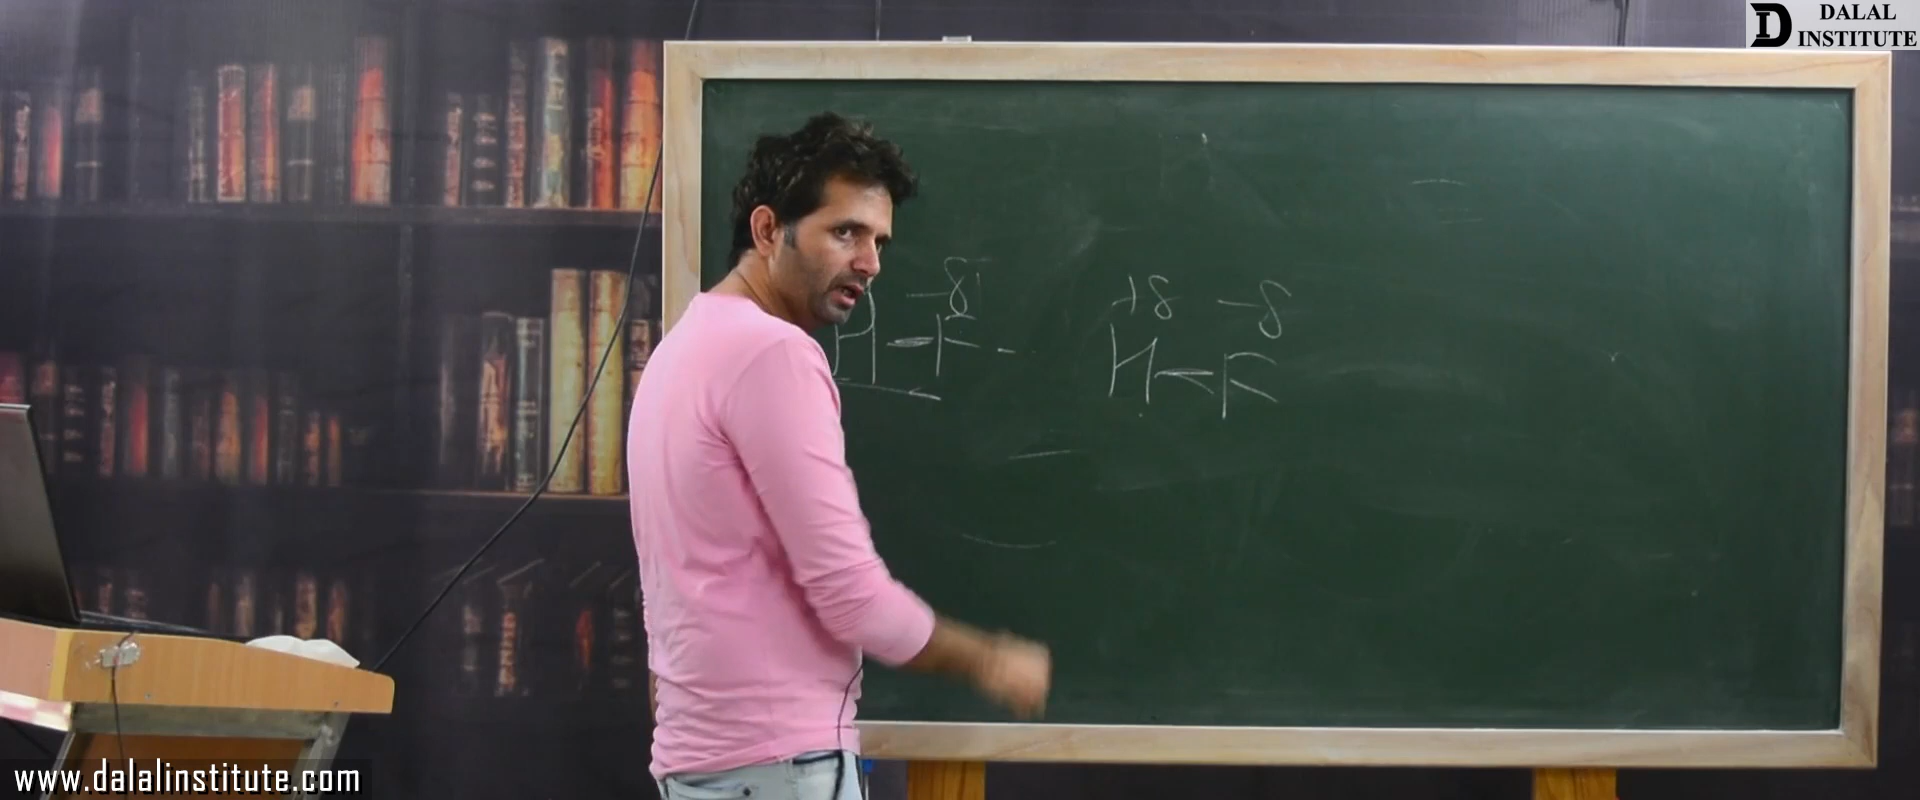 DALAL
INSTITUTE
-δ +δ -δ
H-F-- H-F
www.dalalinstitute.com